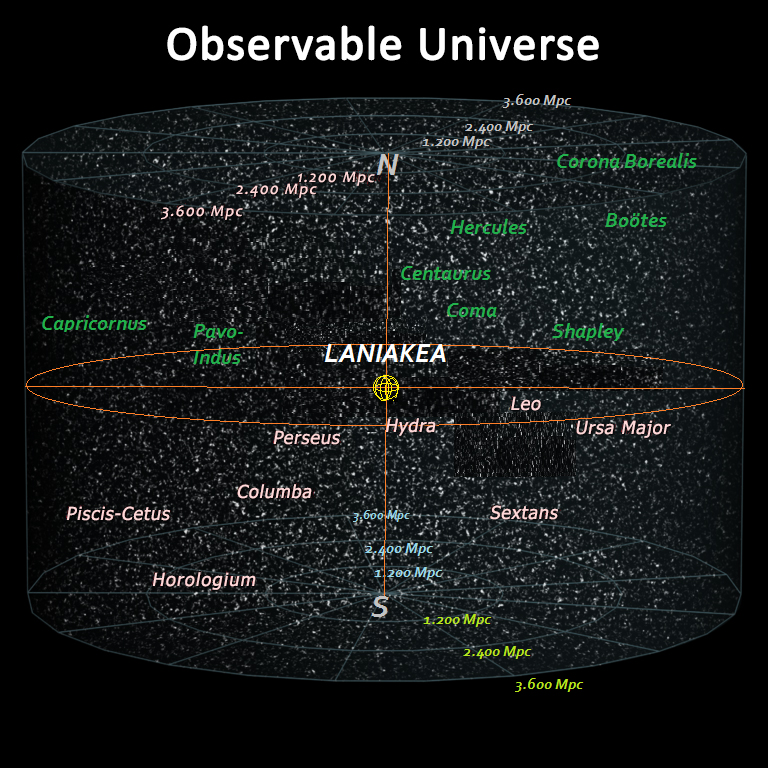 Observable Universe
3.600 Mpc
2.400 Mpc
1.200 Mpc
N
Corona Borealis
1.200 Mpc
2.400 Mpc
3.600 Mpc
Boötes
Hercules
Centaurus
Coma
Capricornus
Pavo-
Indus
Shapley
LANIAKEA
Leo
Hydra
Ursa Major
Perseus
Columba
Piscis-Cetus
Sextans
3.600 Mpc
2.400 Mpc
1.200 Mpc
Horologium
S
1.200 Mpc
2.400 Mpc
3.600 Mpc